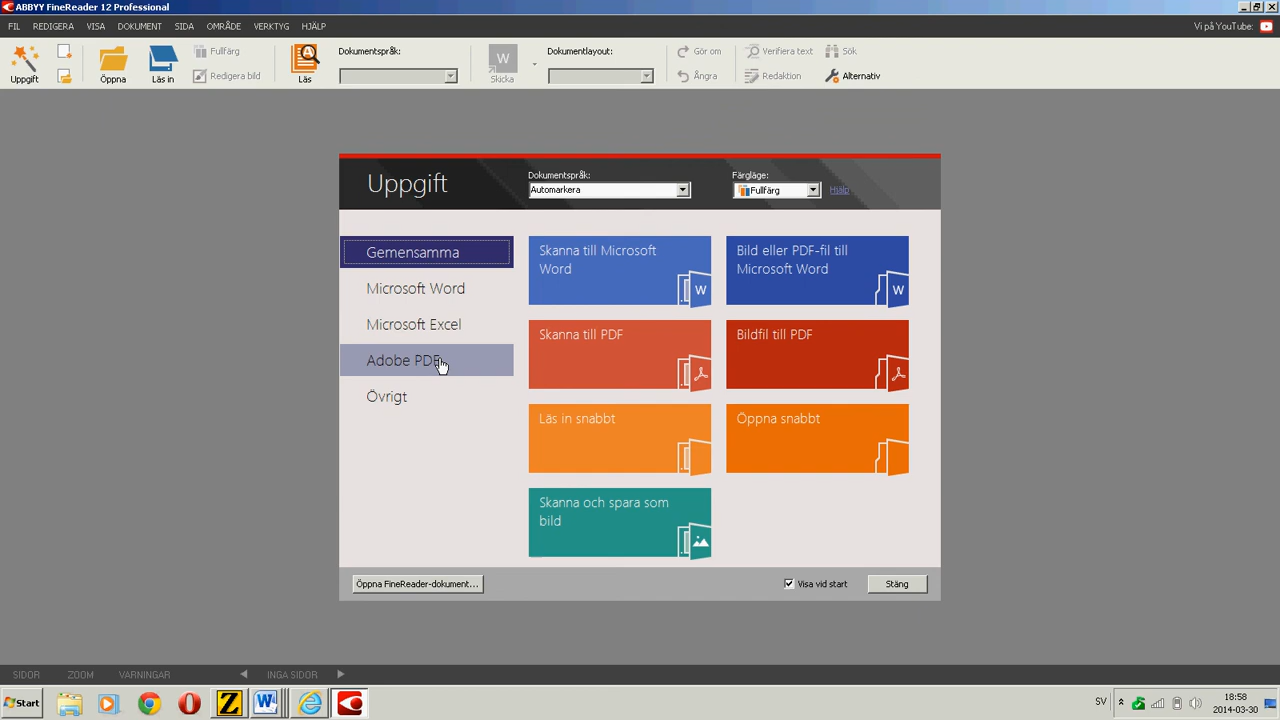 ABBYY FineReader 12 Professional
FIL REDIGERA VISA DOKUMENT SIDA OMRÅDE VERKTYG HJÄLP
Vi på YouTube:
Uppgift
Öppna
Läs in
Fullfärg
Redigera bild
Läs
Dokumentspråk:
W
Skicka
Dokumentlayout:
Gör om
Ångra
Verifiera text
Redaktion
Sök
Alternativ
Uppgift
Dokumentspråk:
Automarkera
Färgläge:
Fullfärg
Hjälp
Gemensamma
Microsoft Word
Microsoft Excel
Adobe PDF
Övrigt
Skanna till Microsoft
Word
W
Bild eller PDF-fil till
Microsoft Word
W
Skanna till PDF
Bildfil till PDF
Läs in snabbt
Öppna snabbt
Skanna och spara som
bild
Öppna FineReader-dokument...
Visa vid start
Stäng
SIDOR ZOOM VARNINGAR INGA SIDOR
Start
Z
W
SV
18:58
2014-03-30